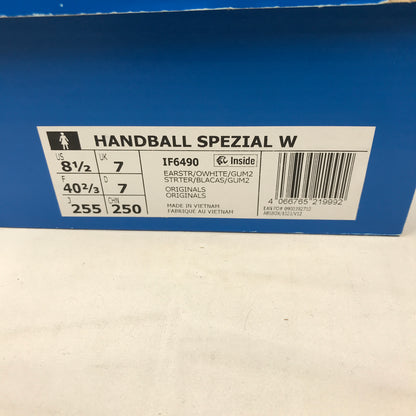 HANDBALL SPEZIAL W
US 8½ UK 7
F 40⅔ D 7
J 255 CHN 250
IF6490 Inside
EARSTR/OWHITE/GUM2
STRTER/BLACAS/GUM2
ORIGINALS
ORIGINALS
MADE IN VIETNAM
FABRIQUÉ AU VIETNAM
4 066765 219992